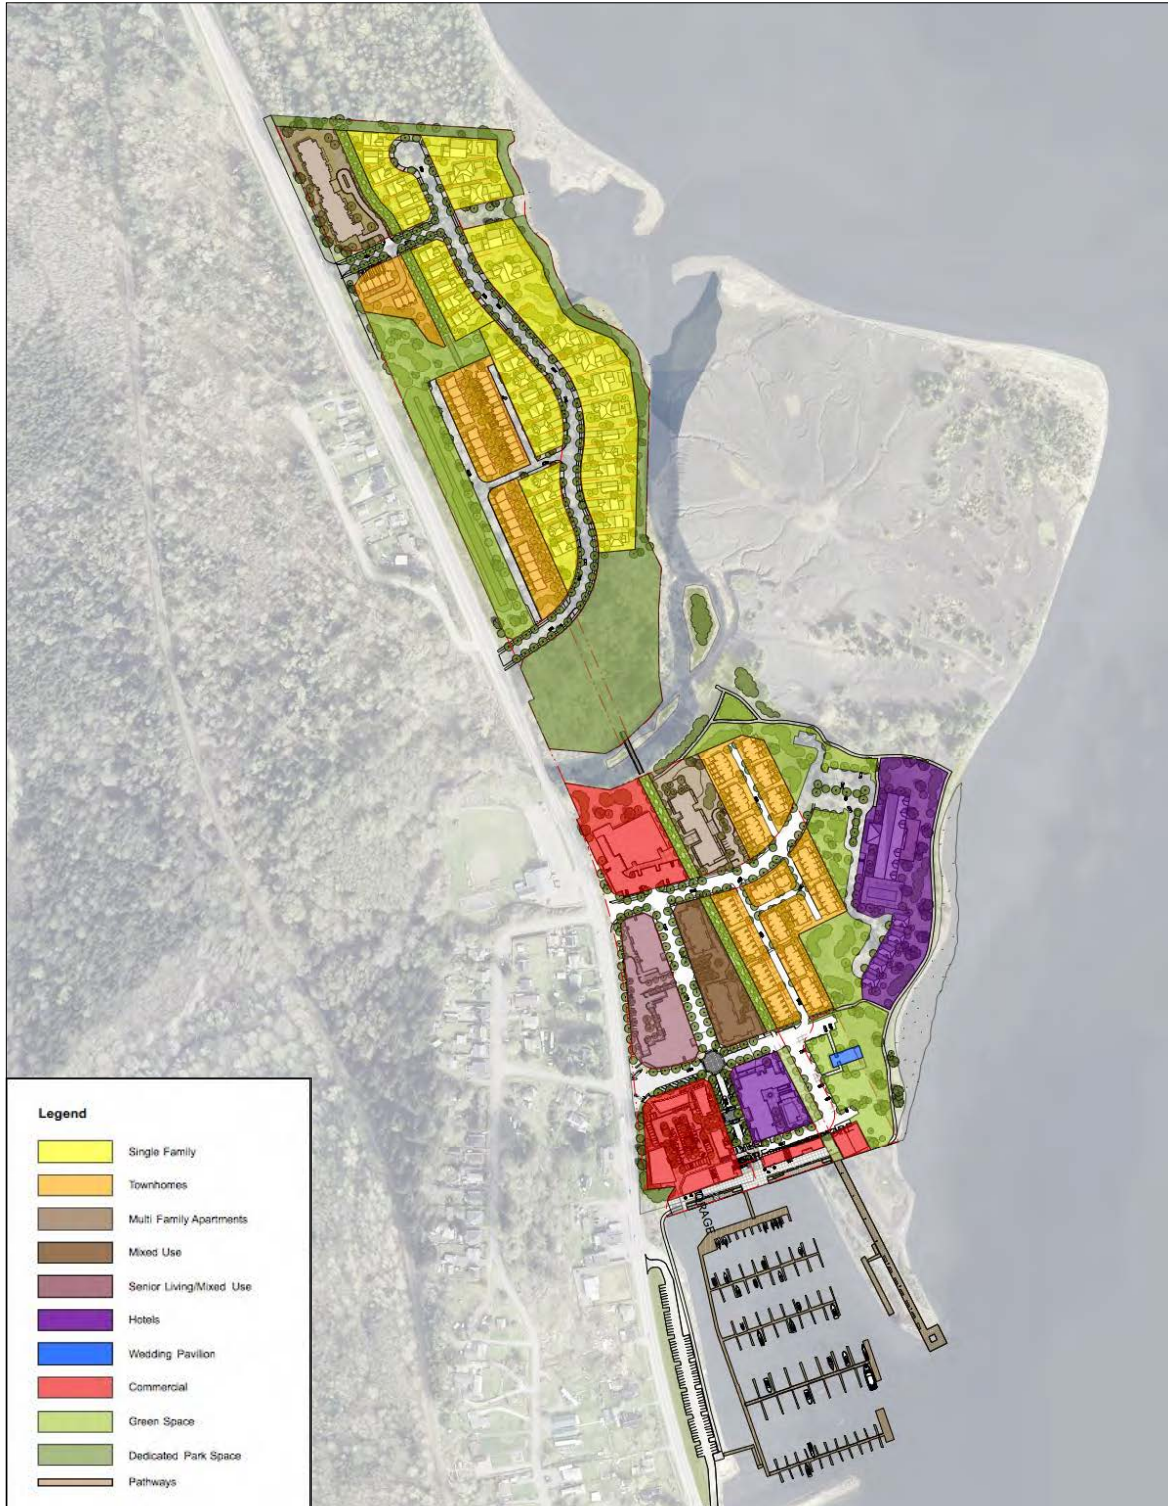 Legend
Single Family
Townhomes
Multi Family Apartments
Mixed Use
Senior Living/Mixed Use
Hotels
Wedding Pavilion
Commercial
Green Space
Dedicated Park Space
Pathways